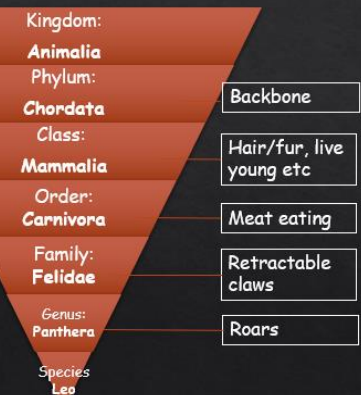 Kingdom:
Animalia
Phylum:
Chordata
Backbone
Class:
Mammalia
Hair/fur, live
young etc
Order:
Carnivora
Meat eating
Family:
Felidae
Retractable
claws
Genus:
Panthera
Roars
Species
Leo